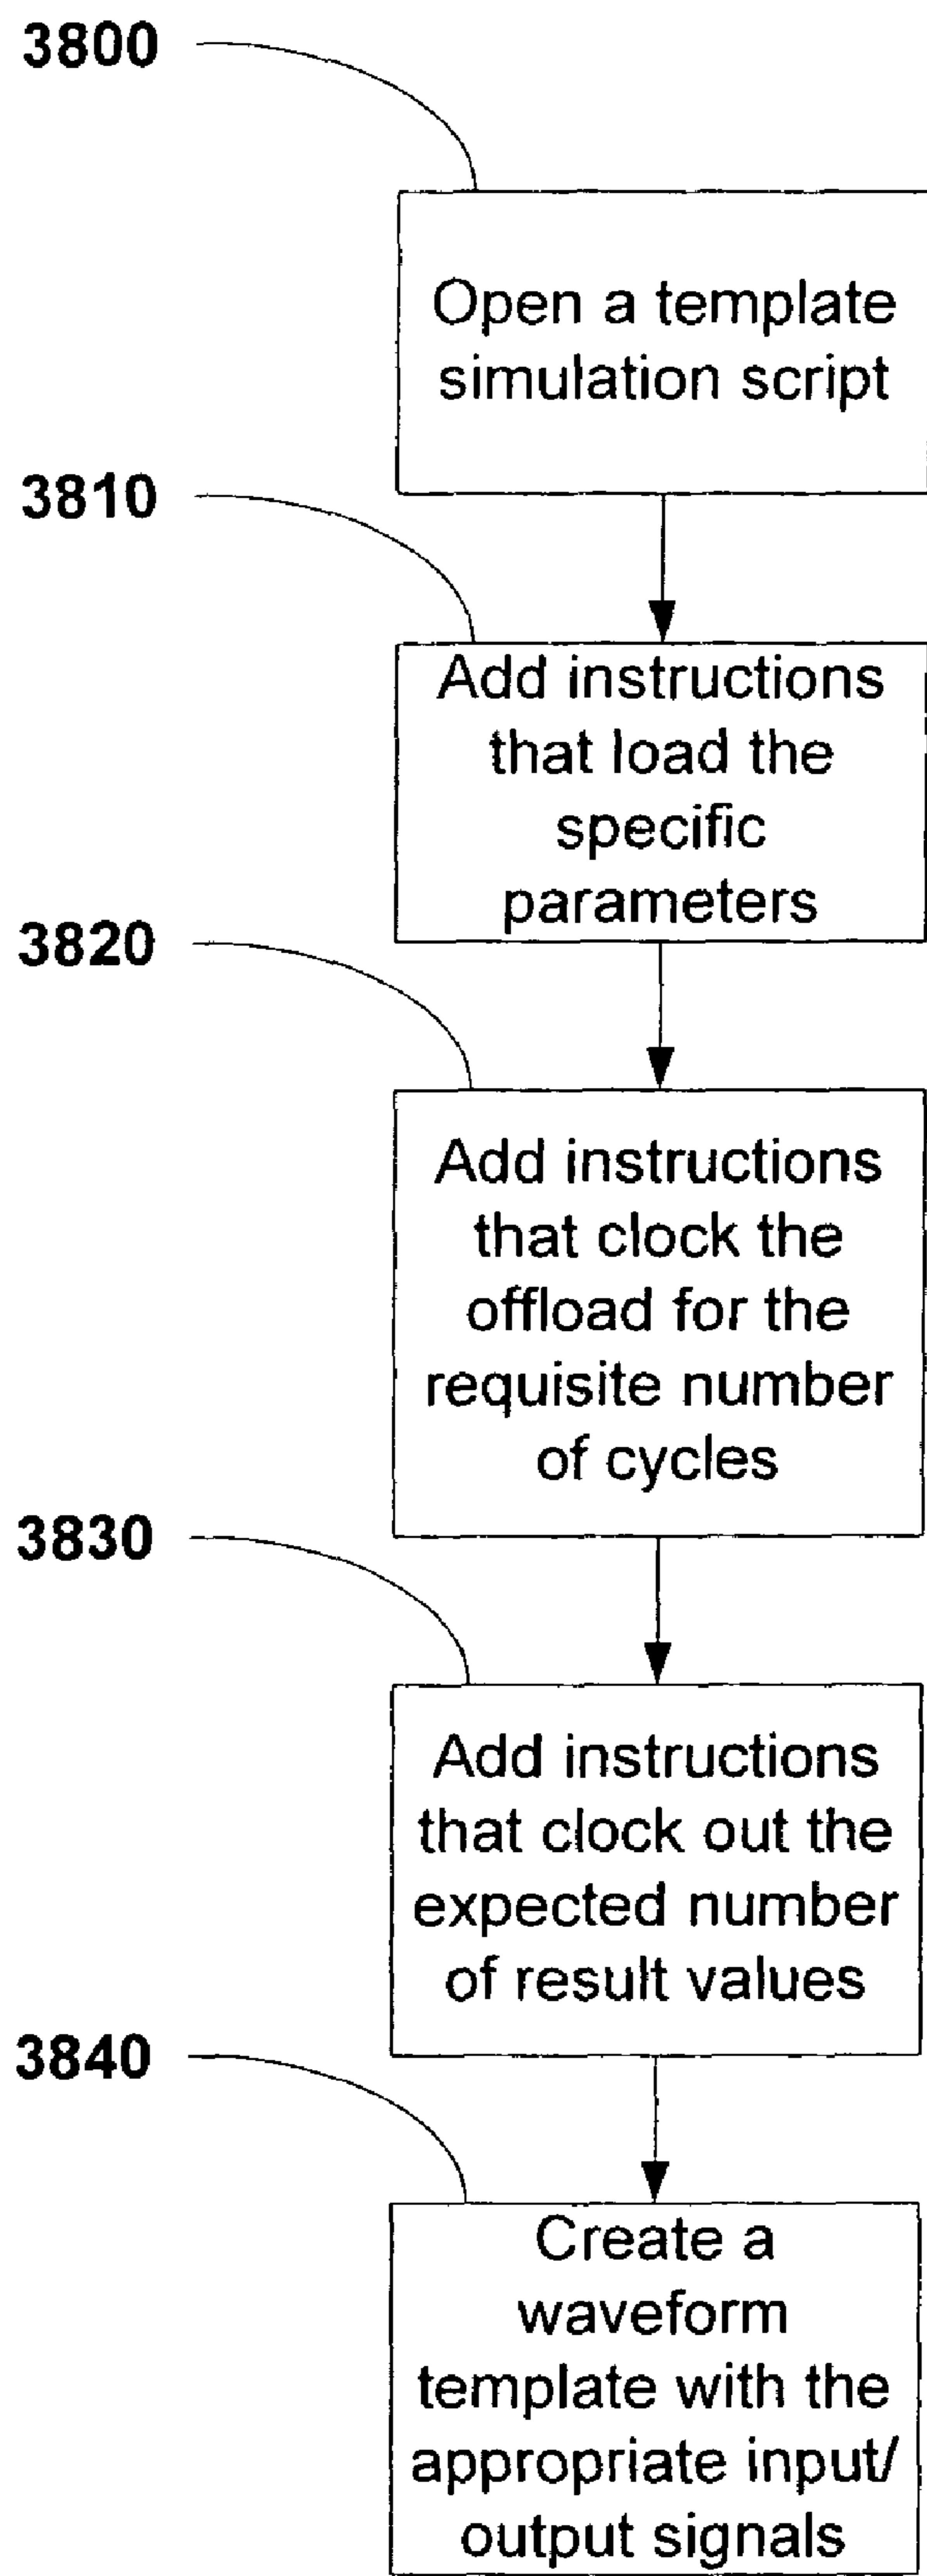 3800
Open a template
simulation script
3810
Add instructions
that load the
specific
parameters
3820
Add instructions
that clock the
offload for the
requisite number
of cycles
3830
Add instructions
that clock out the
expected number
of result values
3840
Create a
waveform
template with the
appropriate input/
output signals